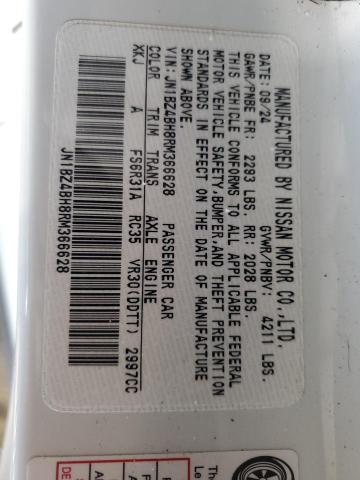 MANUFACTURED BY NISSAN MOTOR CO.,LTD.
DATE: 09/24 GVWR/PNBV: 4211 LBS.
GAWR/PNBE FR: 2293 LBS. RR: 2028 LBS.
THIS VEHICLE CONFORMS TO ALL APPLICABLE FEDERAL
MOTOR VEHICLE SAFETY,BUMPER,AND THEFT PREVENTION
STANDARDS IN EFFECT ON THE DATE OF MANUFACTURE
SHOWN ABOVE.
VIN: JN1BZ4BH8RM366628 PASSENGER CAR
COLOR TRIM TRANS AXLE ENGINE
XKJ A FS6R31A RC35 VR30(DDTT) 2997CC
JN1BZ4BH8RM366628